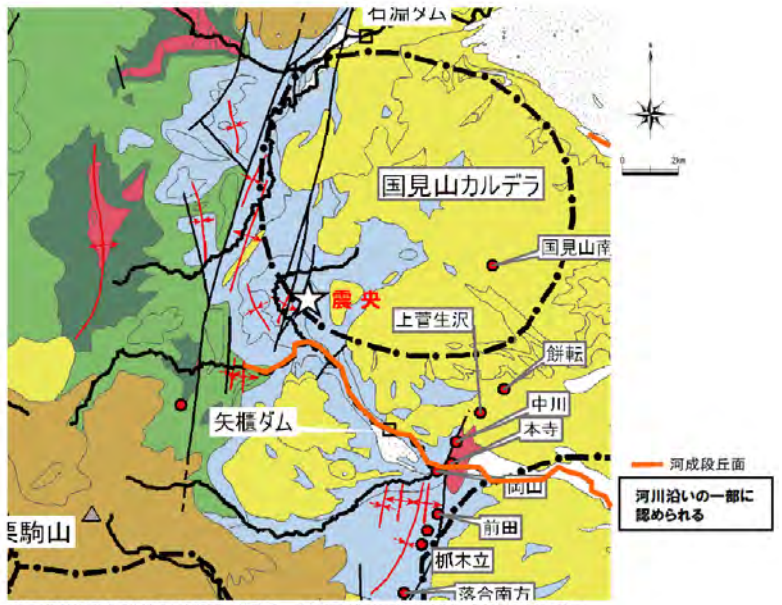 石淵ダム
国見山カルデラ
2km
国見山南
震央
上菅生沢
餅転
中川
矢櫃ダム
本寺
河成段丘面
岡山
河川沿いの一部に
認められる
前田
栗駒山
栃木立
落合南方